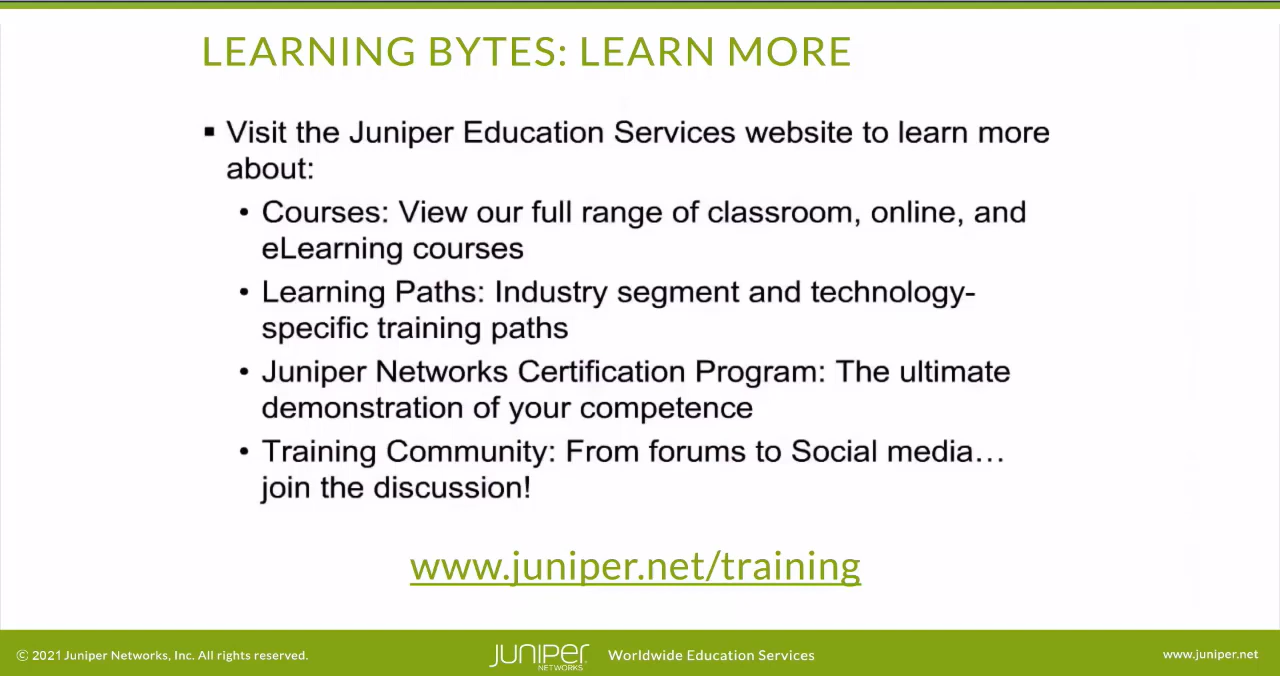 LEARNING BYTES: LEARN MORE
▪ Visit the Juniper Education Services website to learn more
about:
• Courses: View our full range of classroom, online, and
eLearning courses
• Learning Paths: Industry segment and technology-
specific training paths
• Juniper Networks Certification Program: The ultimate
demonstration of your competence
• Training Community: From forums to Social media…
join the discussion!
www.juniper.net/training
© 2021 Juniper Networks, Inc. All rights reserved.
JUNIPER
NETWORKS
Worldwide Education Services
www.juniper.net